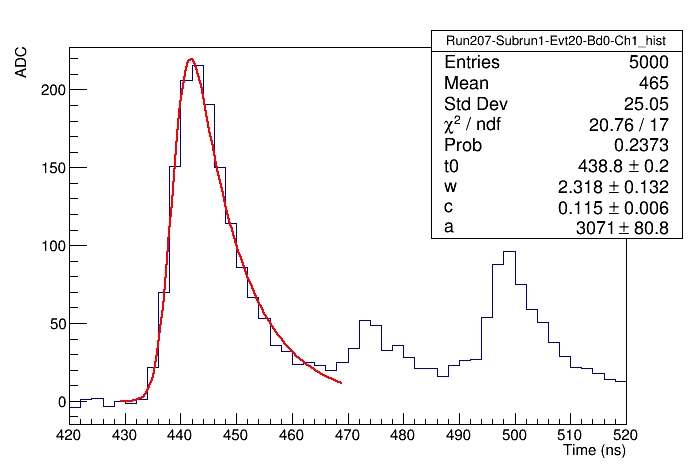 Run207-Subrun1-Evt20-Bd0-Ch1_hist
Entries 5000
Mean 465
Std Dev 25.05
χ² / ndf 20.76 / 17
Prob 0.2373
t0 438.8 ± 0.2
w 2.318 ± 0.132
c 0.115 ± 0.006
a 3071 ± 80.8
ADC
200
150
100
50
0
420 430 440 450 460 470 480 490 500 510 520
Time (ns)